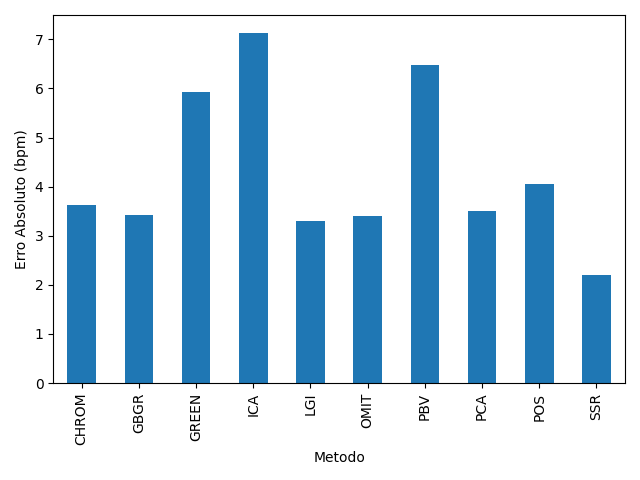 7
6
5
4
3
2
1
0
Erro Absoluto (bpm)
CHROM
GBGR
GREEN
ICA
LGI
OMIT
PBV
PCA
POS
SSR
Metodo